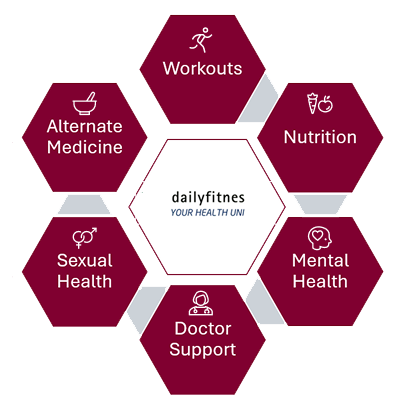 Workouts
Nutrition
Mental
Health
Doctor
Support
Sexual
Health
Alternate
Medicine
dailyfitnes
YOUR HEALTH UNI